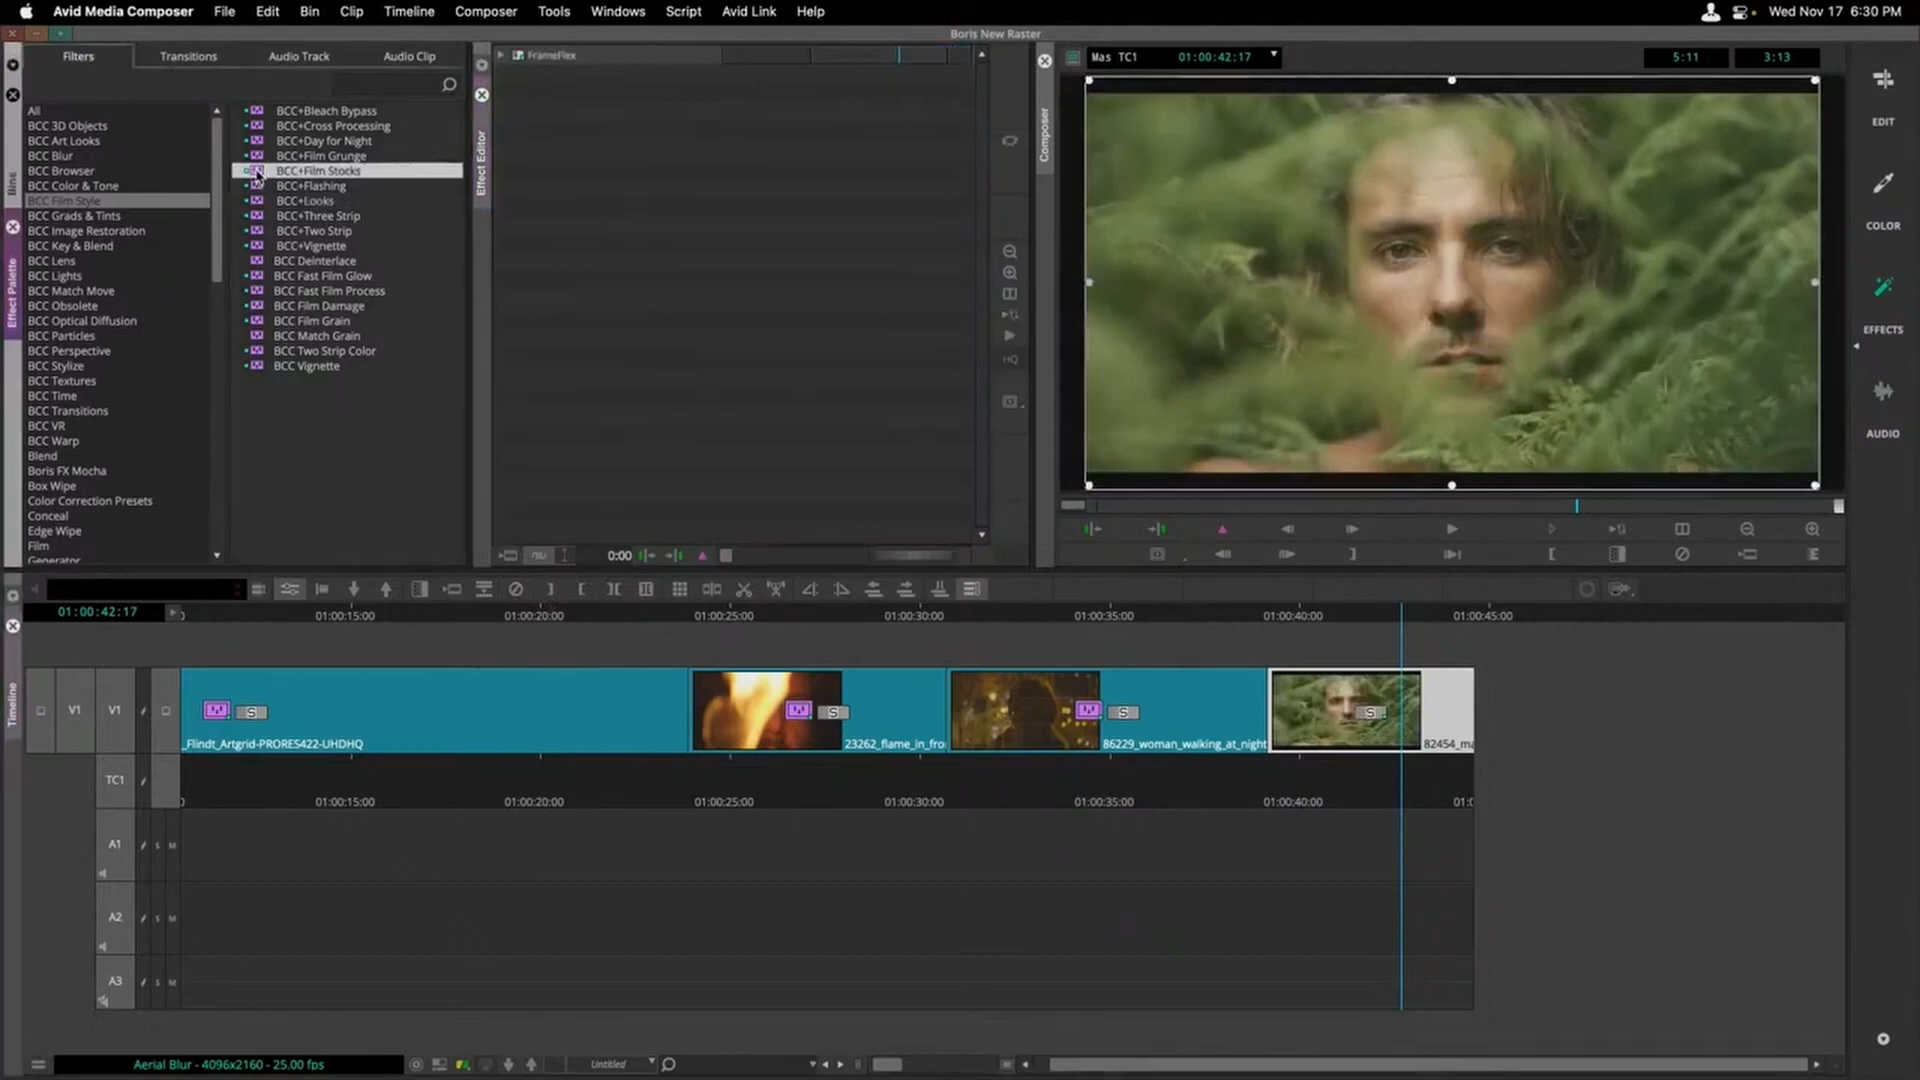 Avid Media Composer File Edit Bin Clip Timeline Composer Tools Windows Script Avid Link Help Wed Nov 17 6:30 PM
Boris New Raster
Filters Transitions Audio Track Audio Clip
All
BCC 3D Objects
BCC Art Looks
BCC Blur
BCC Browser
BCC Color & Tone
BCC Film Style
BCC Grads & Tints
BCC Image Restoration
BCC Key & Blend
BCC Lens
BCC Lights
BCC Match Move
BCC Obsolete
BCC Optical Diffusion
BCC Particles
BCC Perspective
BCC Stylize
BCC Textures
BCC Time
BCC Transitions
BCC VR
BCC Warp
Blend
Boris FX Mocha
Box Wipe
Color Correction Presets
Conceal
Edge Wipe
Film
Generator
BCC+Bleach Bypass
BCC+Cross Processing
BCC+Day for Night
BCC+Film Grunge
BCC+Film Stocks
BCC+Flashing
BCC+Looks
BCC+Three Strip
BCC+Two Strip
BCC+Vignette
BCC Deinterlace
BCC Fast Film Glow
BCC Fast Film Process
BCC Film Damage
BCC Film Grain
BCC Match Grain
BCC Two Strip Color
BCC Vignette
Bins
Effect Palette
Effect Editor
FrameFlex
HQ
0:00
Composer
Mas TC1 01:00:42:17 5:11 3:13
EDIT
COLOR
EFFECTS
AUDIO
Timeline
01:00:42:17
01:00:15:00 01:00:20:00 01:00:25:00 01:00:30:00 01:00:35:00 01:00:40:00 01:00:45:00
V1 V1 S S S S
_Flindt_Artgrid-PRORES422-UHDHQ 23262_flame_in_fro 86229_woman_walking_at_night 82454_ma
TC1
01:00:15:00 01:00:20:00 01:00:25:00 01:00:30:00 01:00:35:00 01:00:40:00 01:0
A1 S M
A2 S M
A3 S M
Aerial Blur - 4096x2160 - 25.00 fps Untitled